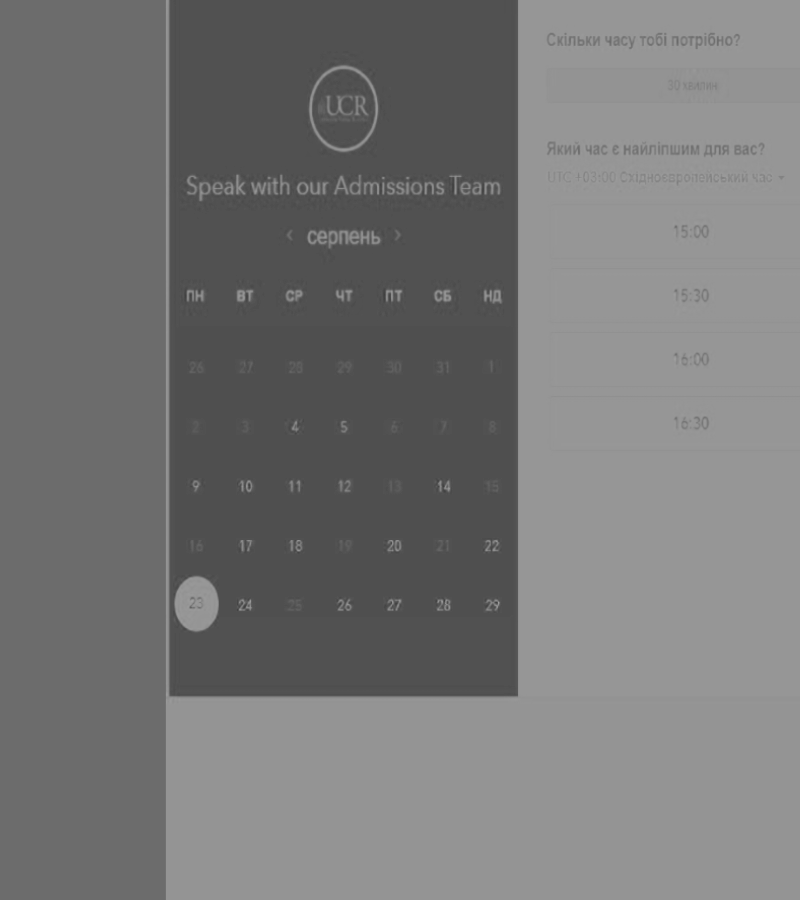 UCR
Speak with our Admissions Team
серпень
ПН ВТ СР ЧТ ПТ СБ НД
26 27 28 29 30 31 1
2 3 4 5 6 7 8
9 10 11 12 13 14 15
16 17 18 19 20 21 22
23 24 25 26 27 28 29
Скільки часу тобі потрібно?
30 хвилин
Який час є найліпшим для вас?
UTC +03:00 Східноєвропейський час
15:00
15:30
16:00
16:30